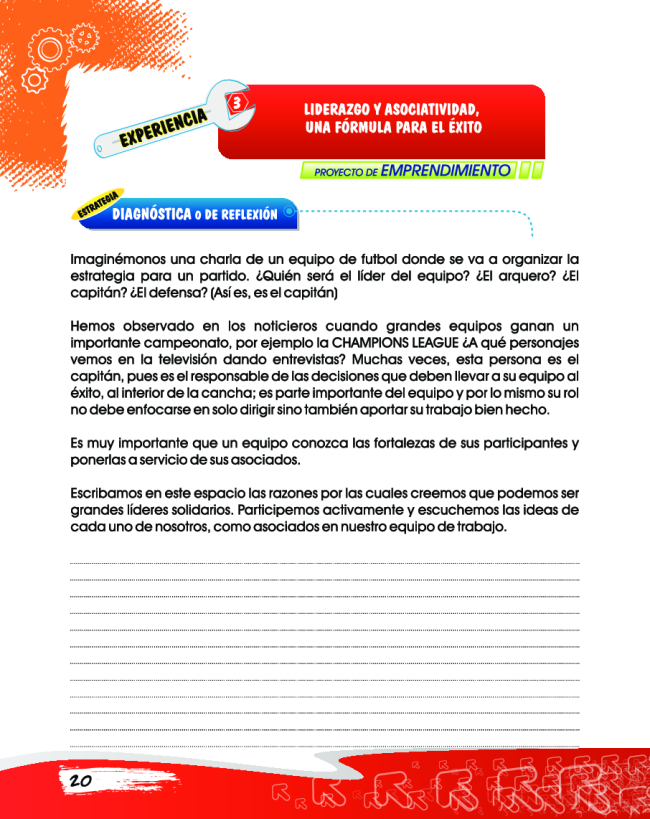 EXPERIENCIA
3
LIDERAZGO Y ASOCIATIVIDAD,
UNA FÓRMULA PARA EL ÉXITO
PROYECTO DE EMPRENDIMIENTO
ESTRATEGIA
DIAGNÓSTICA O DE REFLEXIÓN
Imaginémonos una charla de un equipo de futbol donde se va a organizar la
estrategia para un partido. ¿Quién será el líder del equipo? ¿El arquero? ¿El
capitán? ¿El defensa? (Así es, es el capitán)
Hemos observado en los noticieros cuando grandes equipos ganan un
importante campeonato, por ejemplo la CHAMPIONS LEAGUE ¿A qué personajes
vemos en la televisión dando entrevistas? Muchas veces, esta persona es el
capitán, pues es el responsable de las decisiones que deben llevar a su equipo al
éxito, al interior de la cancha; es parte importante del equipo y por lo mismo su rol
no debe enfocarse en solo dirigir sino también aportar su trabajo bien hecho.
Es muy importante que un equipo conozca las fortalezas de sus participantes y
ponerlas a servicio de sus asociados.
Escribamos en este espacio las razones por las cuales creemos que podemos ser
grandes líderes solidarios. Participemos activamente y escuchemos las ideas de
cada uno de nosotros, como asociados en nuestro equipo de trabajo.
20